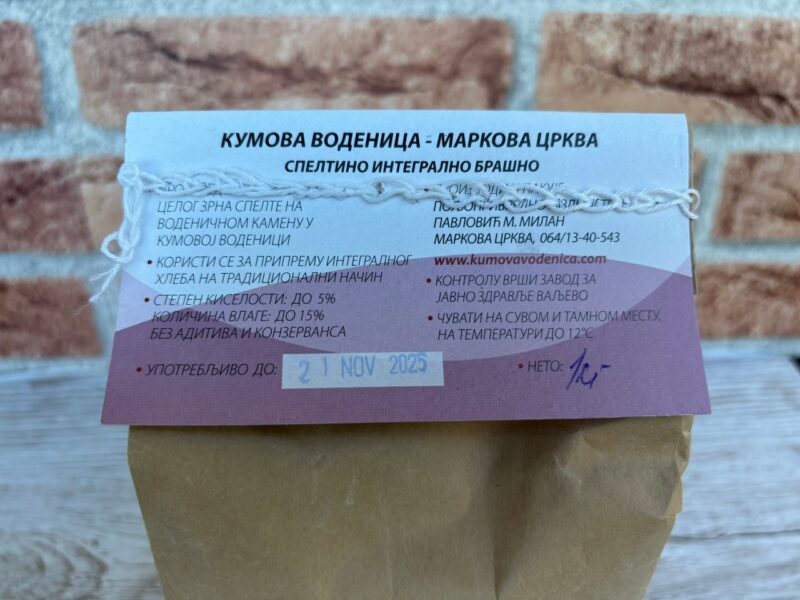 КУМОВА ВОДЕНИЦА - МАРКОВА ЦРКВА
СПЕЛТИНО ИНТЕГРАЛНО БРАШНО
ЦЕЛОГ ЗРНА СПЕЛТЕ НА
ВОДЕНИЧНОМ КАМЕНУ У
КУМОВОЈ ВОДЕНИЦИ
• КОРИСТИ СЕ ЗА ПРИПРЕМУ ИНТЕГРАЛНОГ
ХЛЕБА НА ТРАДИЦИОНАЛНИ НАЧИН
• СТЕПЕН КИСЕЛОСТИ: ДО 5%
КОЛИЧИНА ВЛАГЕ: ДО 15%
БЕЗ АДИТИВА И КОНЗЕРВАНСА
ПАВЛОВИЋ М. МИЛАН
МАРКОВА ЦРКВА, 064/13-40-543
www.kumovavodenica.com
• КОНТРОЛУ ВРШИ ЗАВОД ЗА
ЈАВНО ЗДРАВЉЕ ВАЉЕВО
• ЧУВАТИ НА СУВОМ И ТАМНОМ МЕСТУ,
НА ТЕМПЕРАТУРИ ДО 12°C
• УПОТРЕБЉИВО ДО: 21 NOV 2025
• НЕТО: